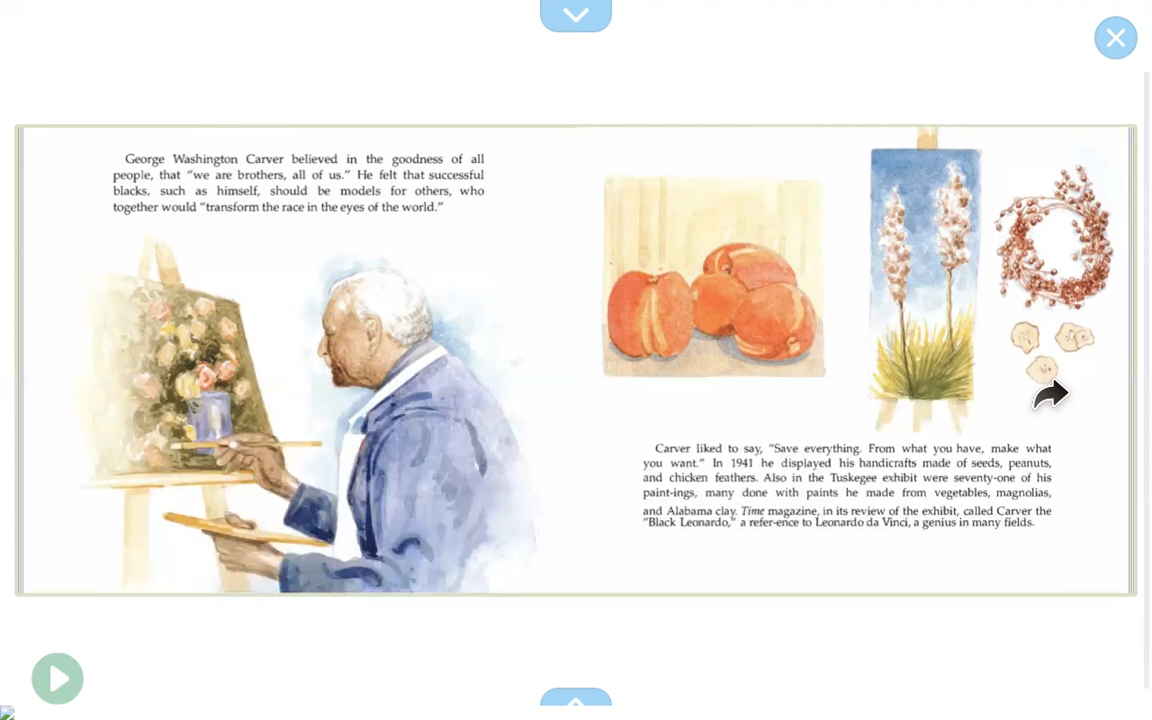 George Washington Carver believed in the goodness of all
people, that “we are brothers, all of us.” He felt that successful
blacks, such as himself, should be models for others, who
together would “transform the race in the eyes of the world.”
Carver liked to say, “Save everything. From what you have, make what
you want.” In 1941 he displayed his handicrafts made of seeds, peanuts,
and chicken feathers. Also in the Tuskegee exhibit were seventy-one of his
paint-ings, many done with paints he made from vegetables, magnolias,
and Alabama clay. Time magazine, in its review of the exhibit, called Carver the
“Black Leonardo,” a refer-ence to Leonardo da Vinci, a genius in many fields.